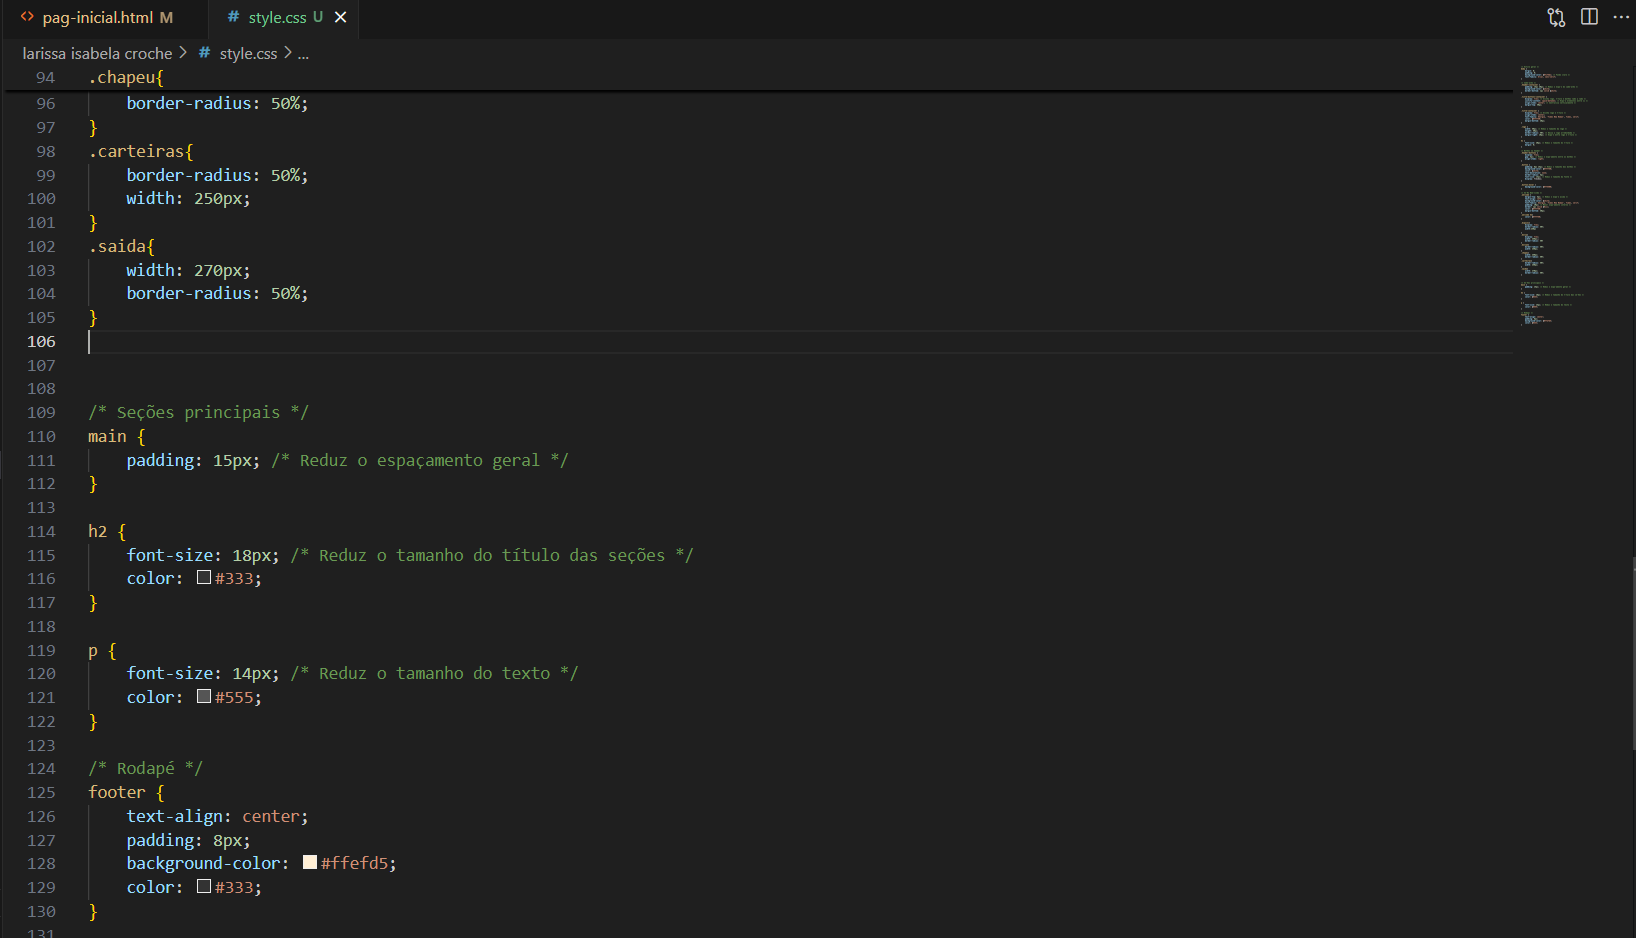 pag-inicial.html M
# style.css U
larissa isabela croche > # style.css > ...
94 .chapeu{
96 border-radius: 50%;
97 }
98 .carteiras{
99 border-radius: 50%;
100 width: 250px;
101 }
102 .saida{
103 width: 270px;
104 border-radius: 50%;
105 }
106
107
108
109 /* Seções principais */
110 main {
111 padding: 15px; /* Reduz o espaçamento geral */
112 }
113
114 h2 {
115 font-size: 18px; /* Reduz o tamanho do título das seções */
116 color: #333;
117 }
118
119 p {
120 font-size: 14px; /* Reduz o tamanho do texto */
121 color: #555;
122 }
123
124 /* Rodapé */
125 footer {
126 text-align: center;
127 padding: 8px;
128 background-color: #ffefd5;
129 color: #333;
130 }
131